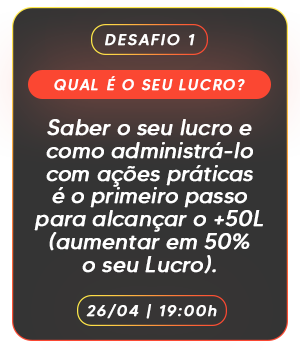 DESAFIO 1
QUAL É O SEU LUCRO?
Saber o seu lucro e
como administrá-lo
com ações práticas
é o primeiro passo
para alcançar o +50L
(aumentar em 50%
o seu Lucro).
26/04 | 19:00h